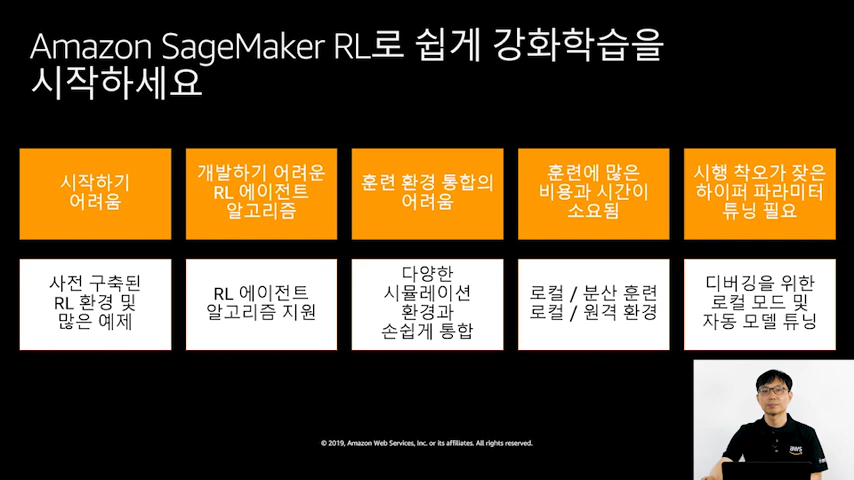 Amazon SageMaker RL로 쉽게 강화학습을
시작하세요
시작하기
어려움
개발하기 어려운
RL 에이전트
알고리즘
훈련 환경 통합의
어려움
훈련에 많은
비용과 시간이
소요됨
시행 착오가 잦은
하이퍼 파라미터
튜닝 필요
사전 구축된
RL 환경 및
많은 예제
RL 에이전트
알고리즘 지원
다양한
시뮬레이션
환경과
손쉽게 통합
로컬 / 분산 훈련
로컬 / 원격 환경
디버깅을 위한
로컬 모드 및
자동 모델 튜닝
aws
© 2019, Amazon Web Services, Inc. or its affiliates. All rights reserved.